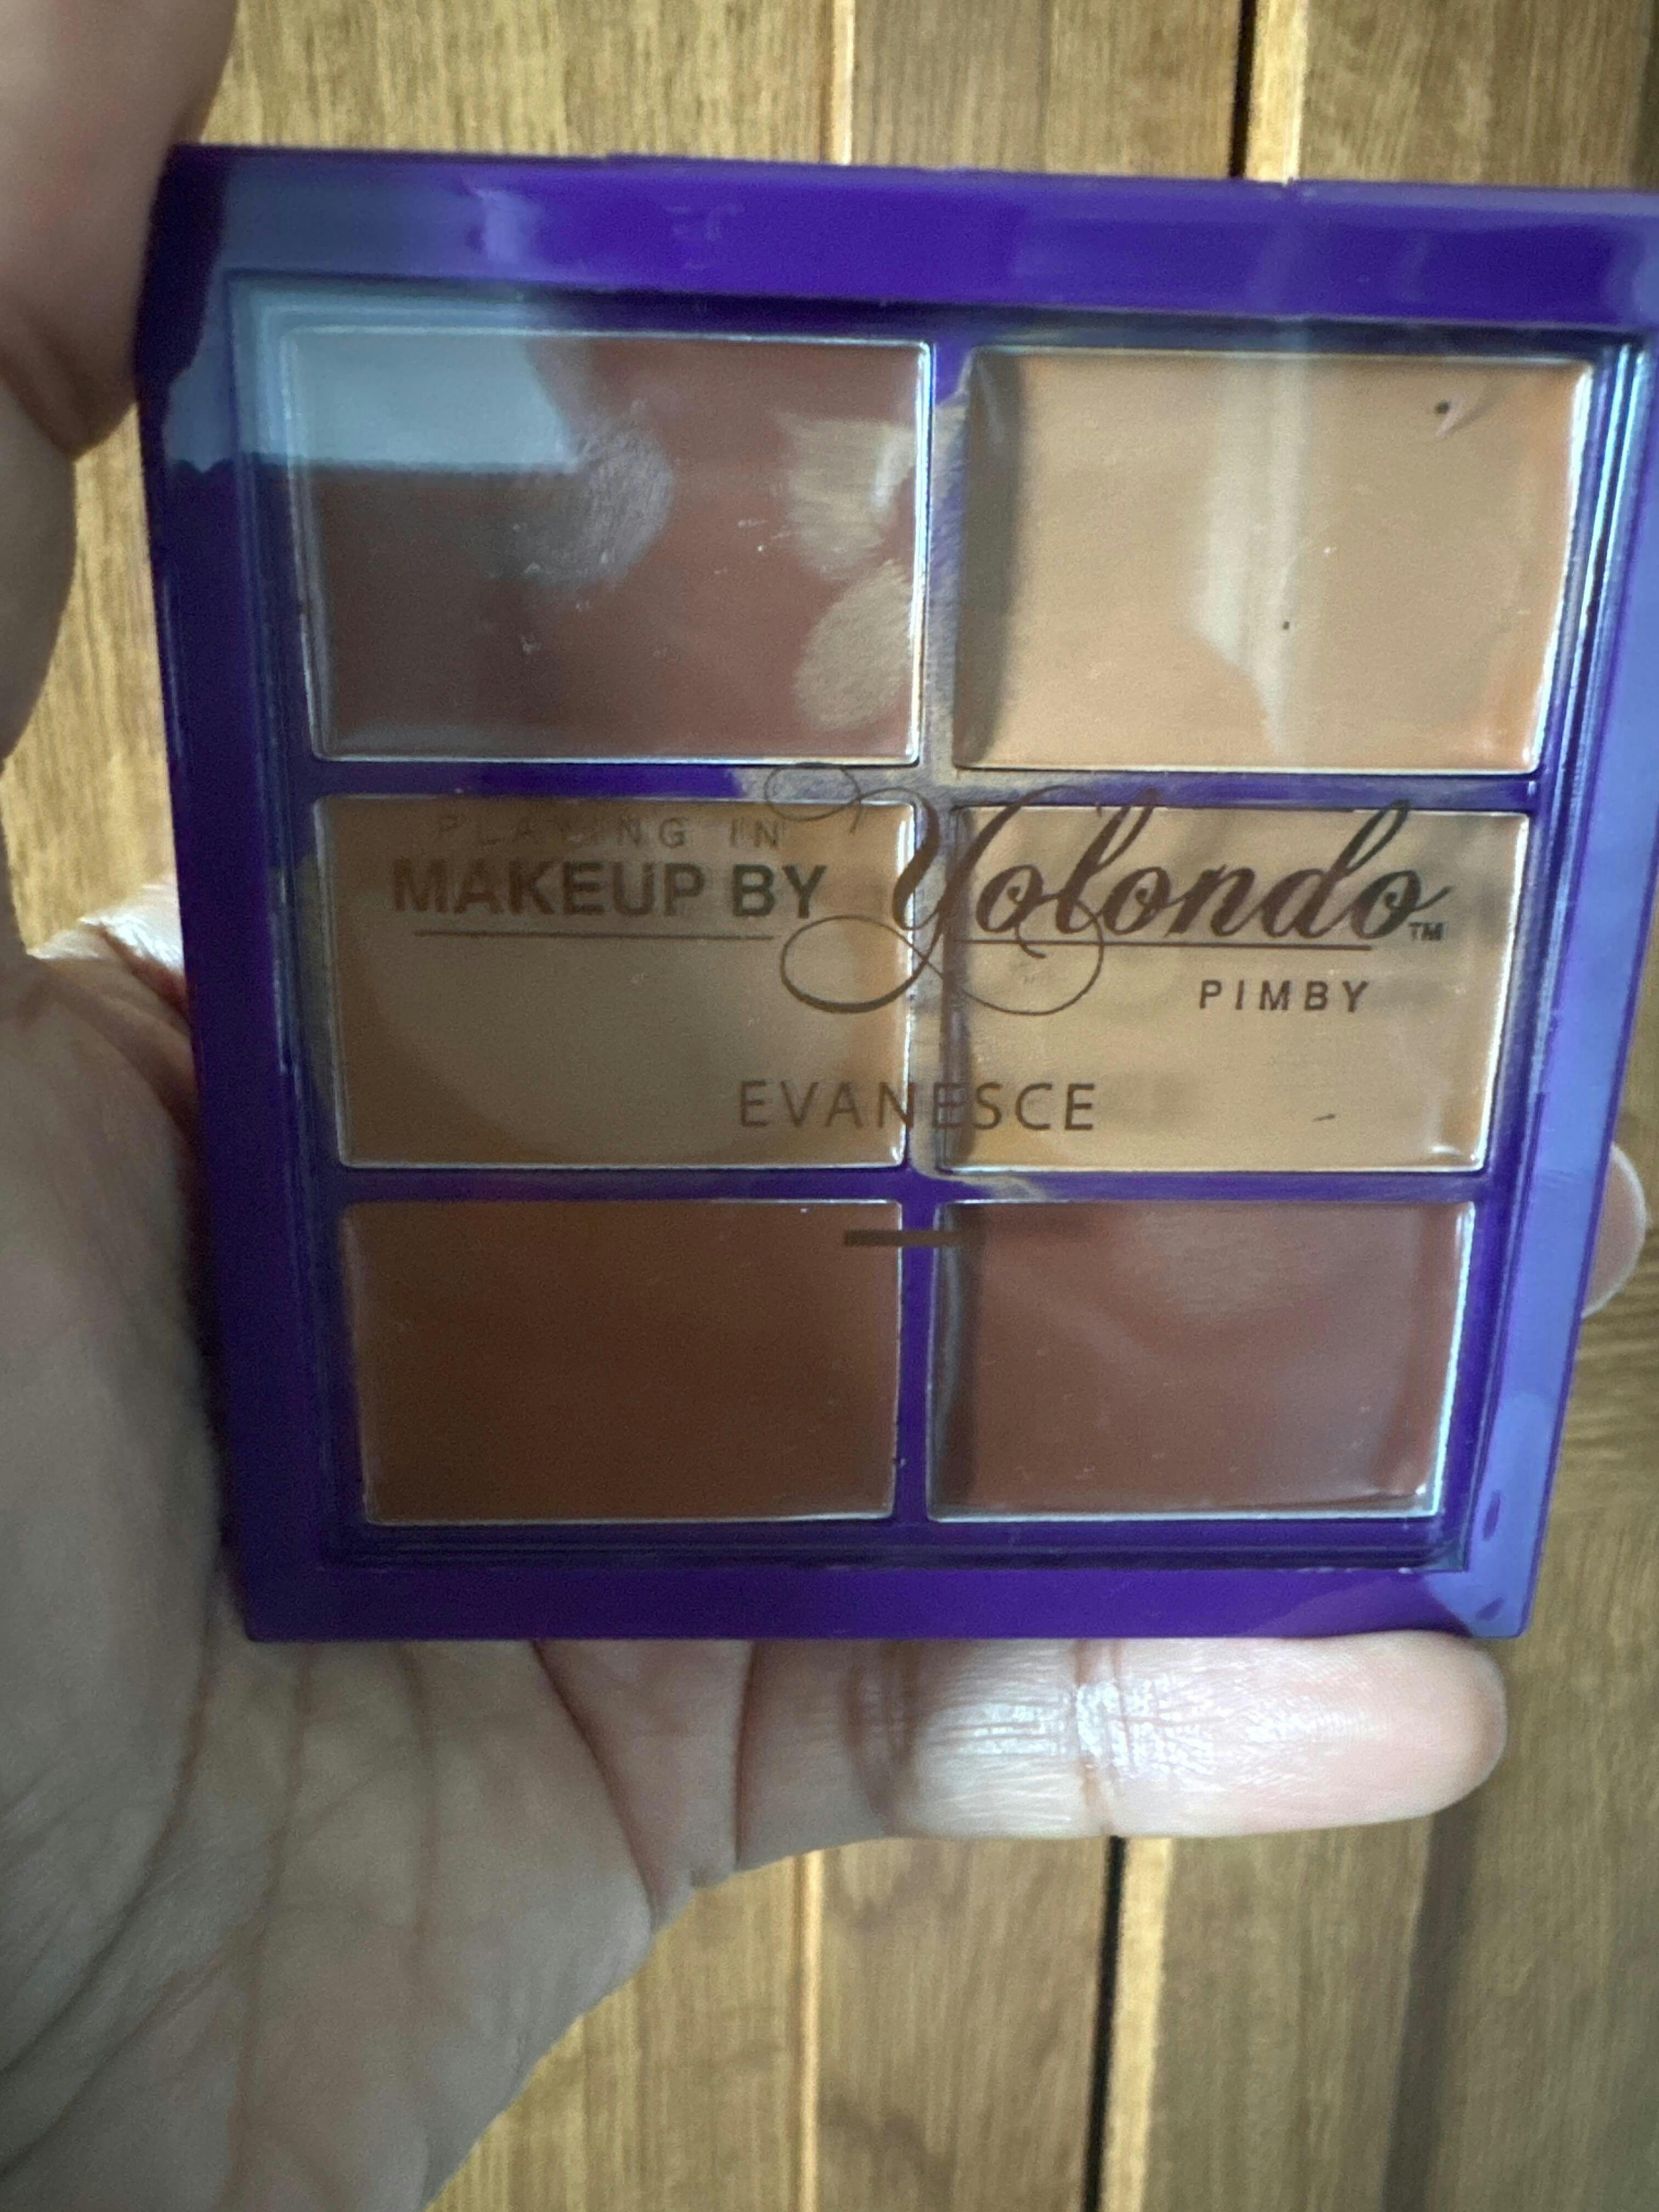 PLAYING IN
MAKEUP BY Yolondo™
PIMBY
EVANESCE